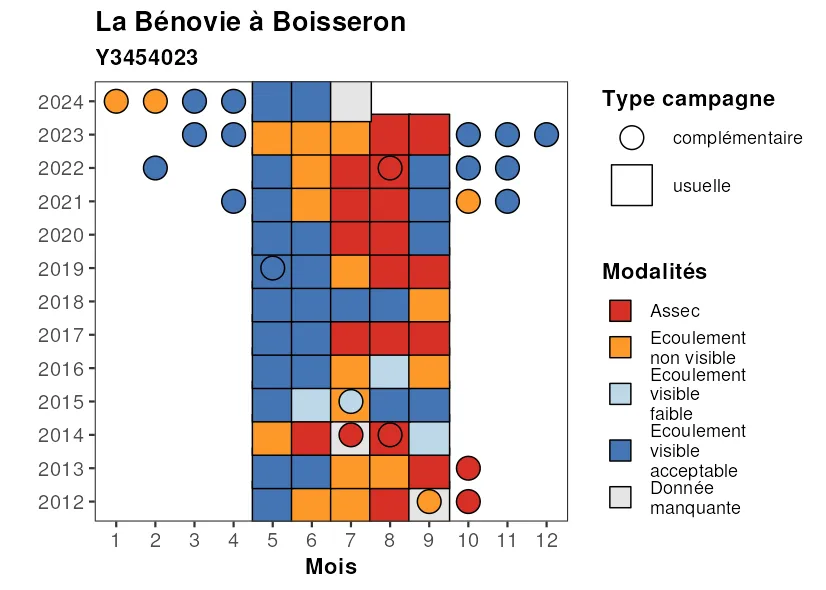 La Bénovie à Boisseron
Y3454023
2024
2023
2022
2021
2020
2019
2018
2017
2016
2015
2014
2013
2012
1 2 3 4 5 6 7 8 9 10 11 12
Mois
Type campagne
complémentaire
usuelle
Modalités
Assec
Ecoulement
non visible
Ecoulement
visible
faible
Ecoulement
visible
acceptable
Donnée
manquante